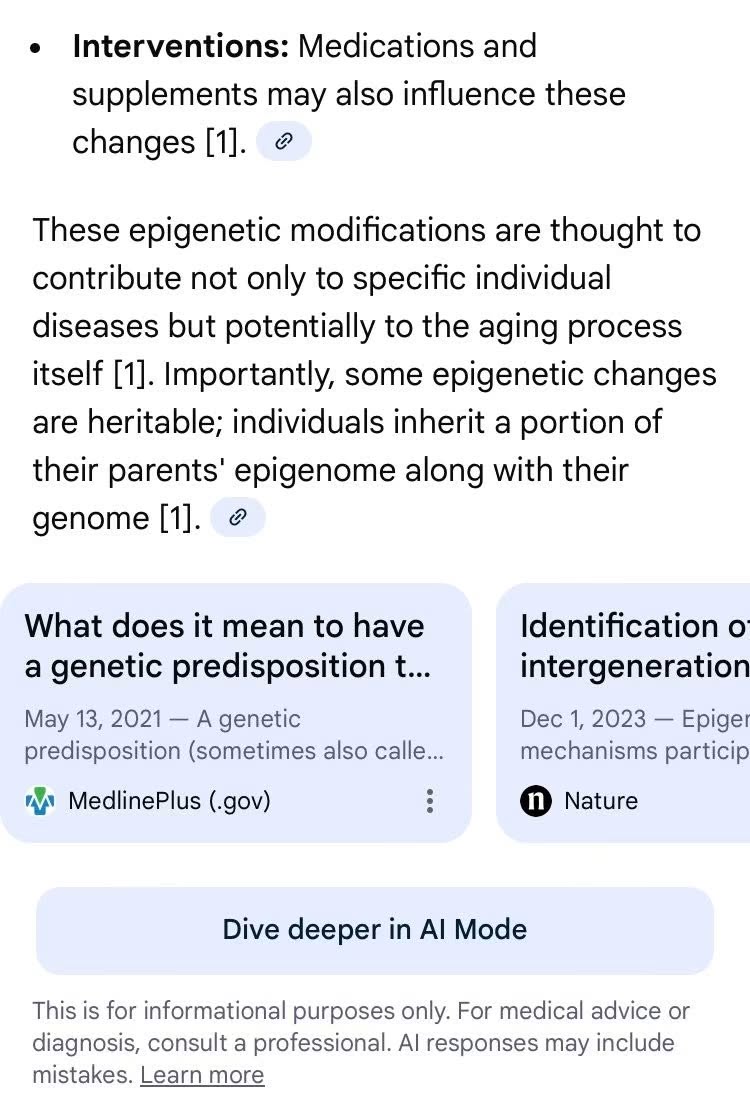 • Interventions: Medications and
supplements may also influence these
changes [1].
These epigenetic modifications are thought to
contribute not only to specific individual
diseases but potentially to the aging process
itself [1]. Importantly, some epigenetic changes
are heritable; individuals inherit a portion of
their parents' epigenome along with their
genome [1].
What does it mean to have
a genetic predisposition t...
May 13, 2021 — A genetic
predisposition (sometimes also calle...
MedlinePlus (.gov)
Identification of
intergeneration
Dec 1, 2023 — Epiger
mechanisms particip
n Nature
Dive deeper in AI Mode
This is for informational purposes only. For medical advice or
diagnosis, consult a professional. AI responses may include
mistakes. Learn more